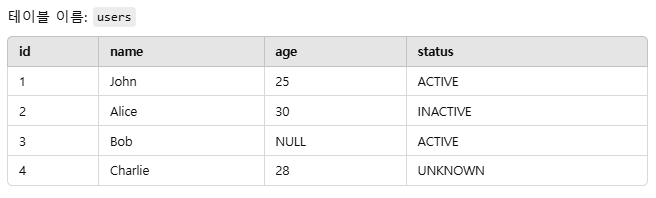 테이블 이름: users
id name age status
1 John 25 ACTIVE
2 Alice 30 INACTIVE
3 Bob NULL ACTIVE
4 Charlie 28 UNKNOWN